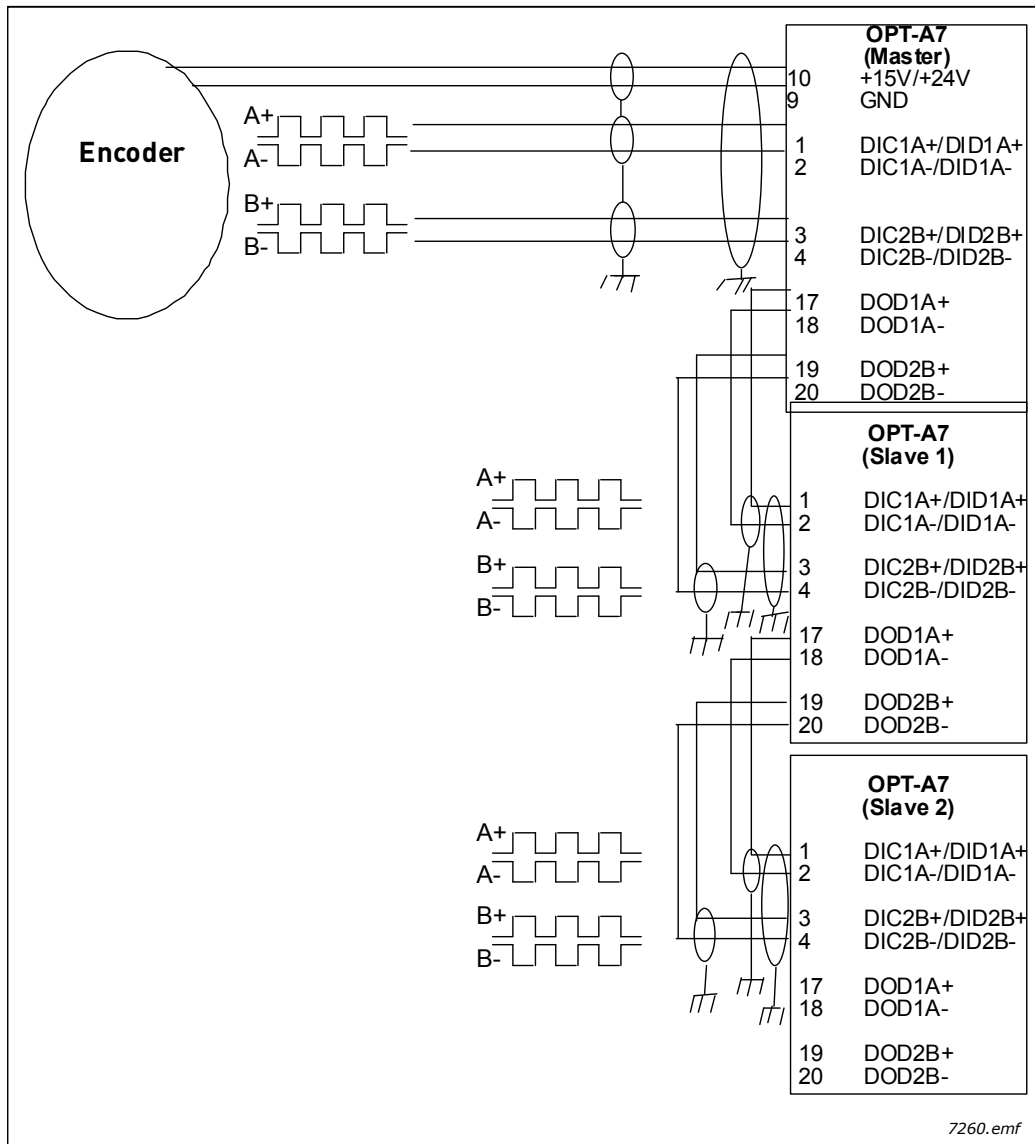 OPT-A7
(Master)
10 +15V/+24V
9 GND
A+
A-
Encoder
1 DIC1A+/DID1A+
2 DIC1A-/DID1A-
B+
B-
3 DIC2B+/DID2B+
4 DIC2B-/DID2B-
17 DOD1A+
18 DOD1A-
19 DOD2B+
20 DOD2B-
OPT-A7
(Slave 1)
A+
A-
1 DIC1A+/DID1A+
2 DIC1A-/DID1A-
B+
B-
3 DIC2B+/DID2B+
4 DIC2B-/DID2B-
17 DOD1A+
18 DOD1A-
19 DOD2B+
20 DOD2B-
OPT-A7
(Slave 2)
A+
A-
1 DIC1A+/DID1A+
2 DIC1A-/DID1A-
B+
B-
3 DIC2B+/DID2B+
4 DIC2B-/DID2B-
17 DOD1A+
18 DOD1A-
19 DOD2B+
20 DOD2B-
7260.emf